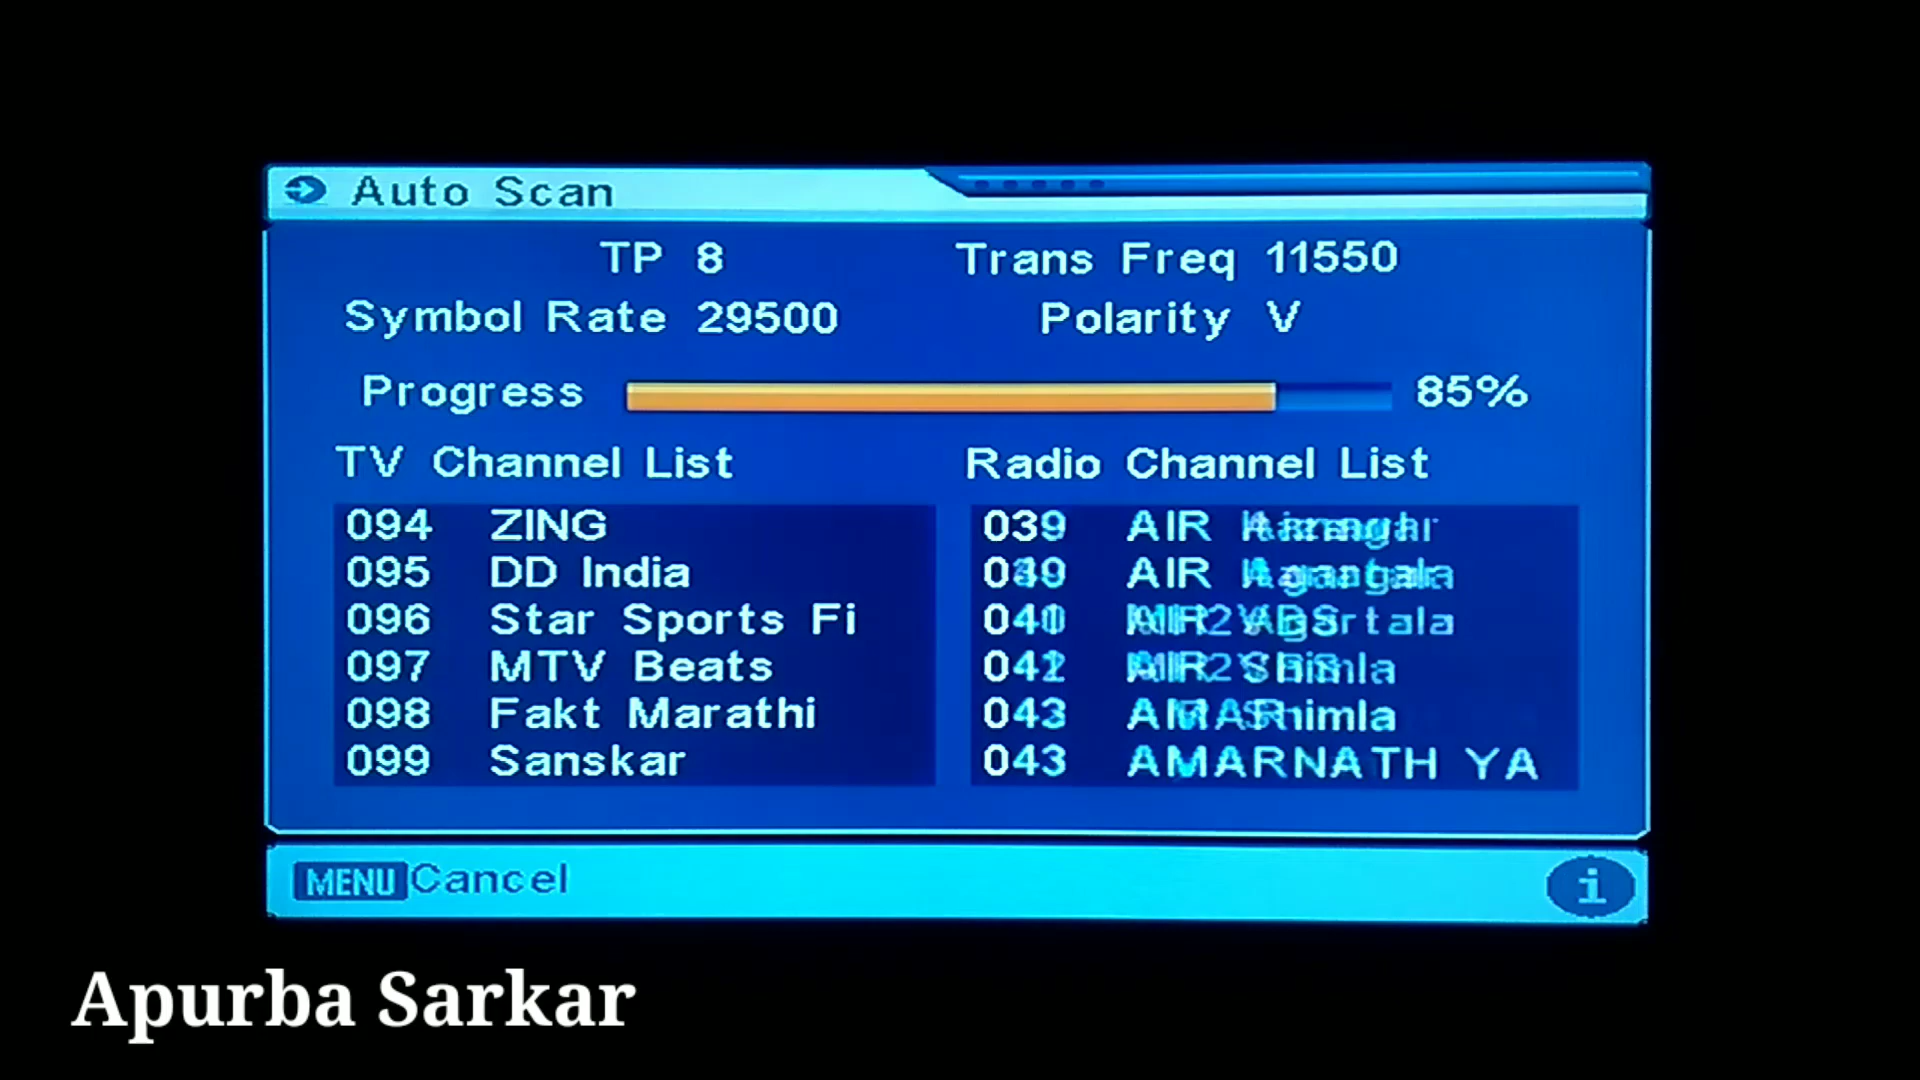 Auto Scan
TP 8 Trans Freq 11550
Symbol Rate 29500 Polarity V
Progress 85%
TV Channel List Radio Channel List
094 ZING 039 AIR
095 DD India AIR
096 Star Sports Fi
097 MTV Beats
098 Fakt Marathi 043
099 Sanskar 043 AMARNATH YA
MENU Cancel i
Apurba Sarkar